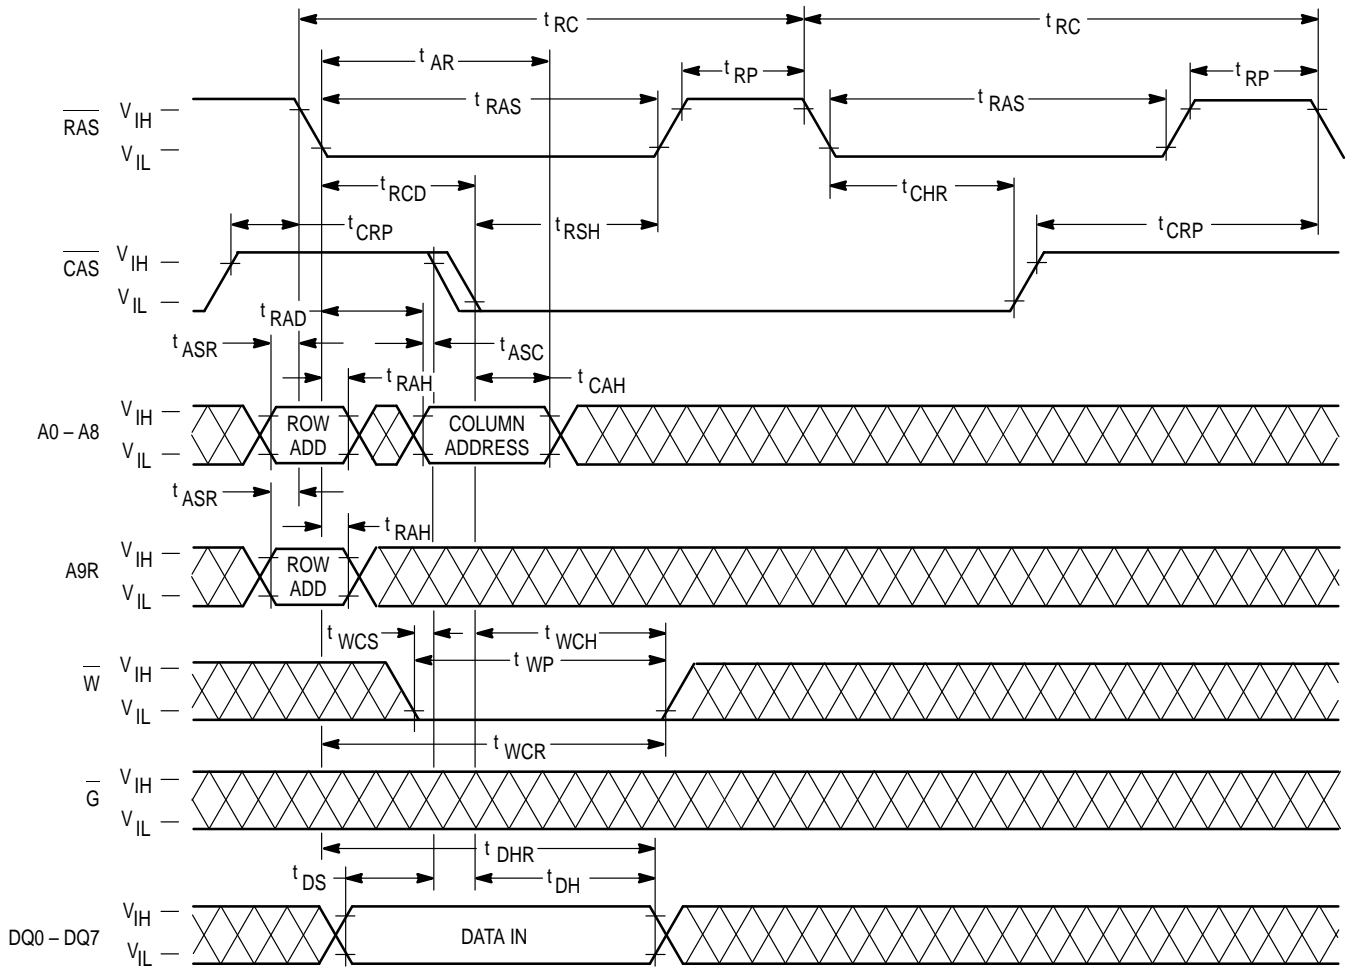 t RC t RC
t AR
t RP t RP
t RAS t RAS
RAS V IH
V IL
t RCD t CHR
t CRP t RSH t CRP
CAS V IH
V IL
t RAD
t ASR t ASC
t RAH t CAH
A0 – A8 V IH
V IL
ROW
ADD
COLUMN
ADDRESS
t ASR
t RAH
A9R V IH
V IL
ROW
ADD
t WCS t WCH
t WP
W V IH
V IL
t WCR
G V IH
V IL
t DHR
t DS t DH
DQ0 – DQ7 VIH
VIL
DATA IN